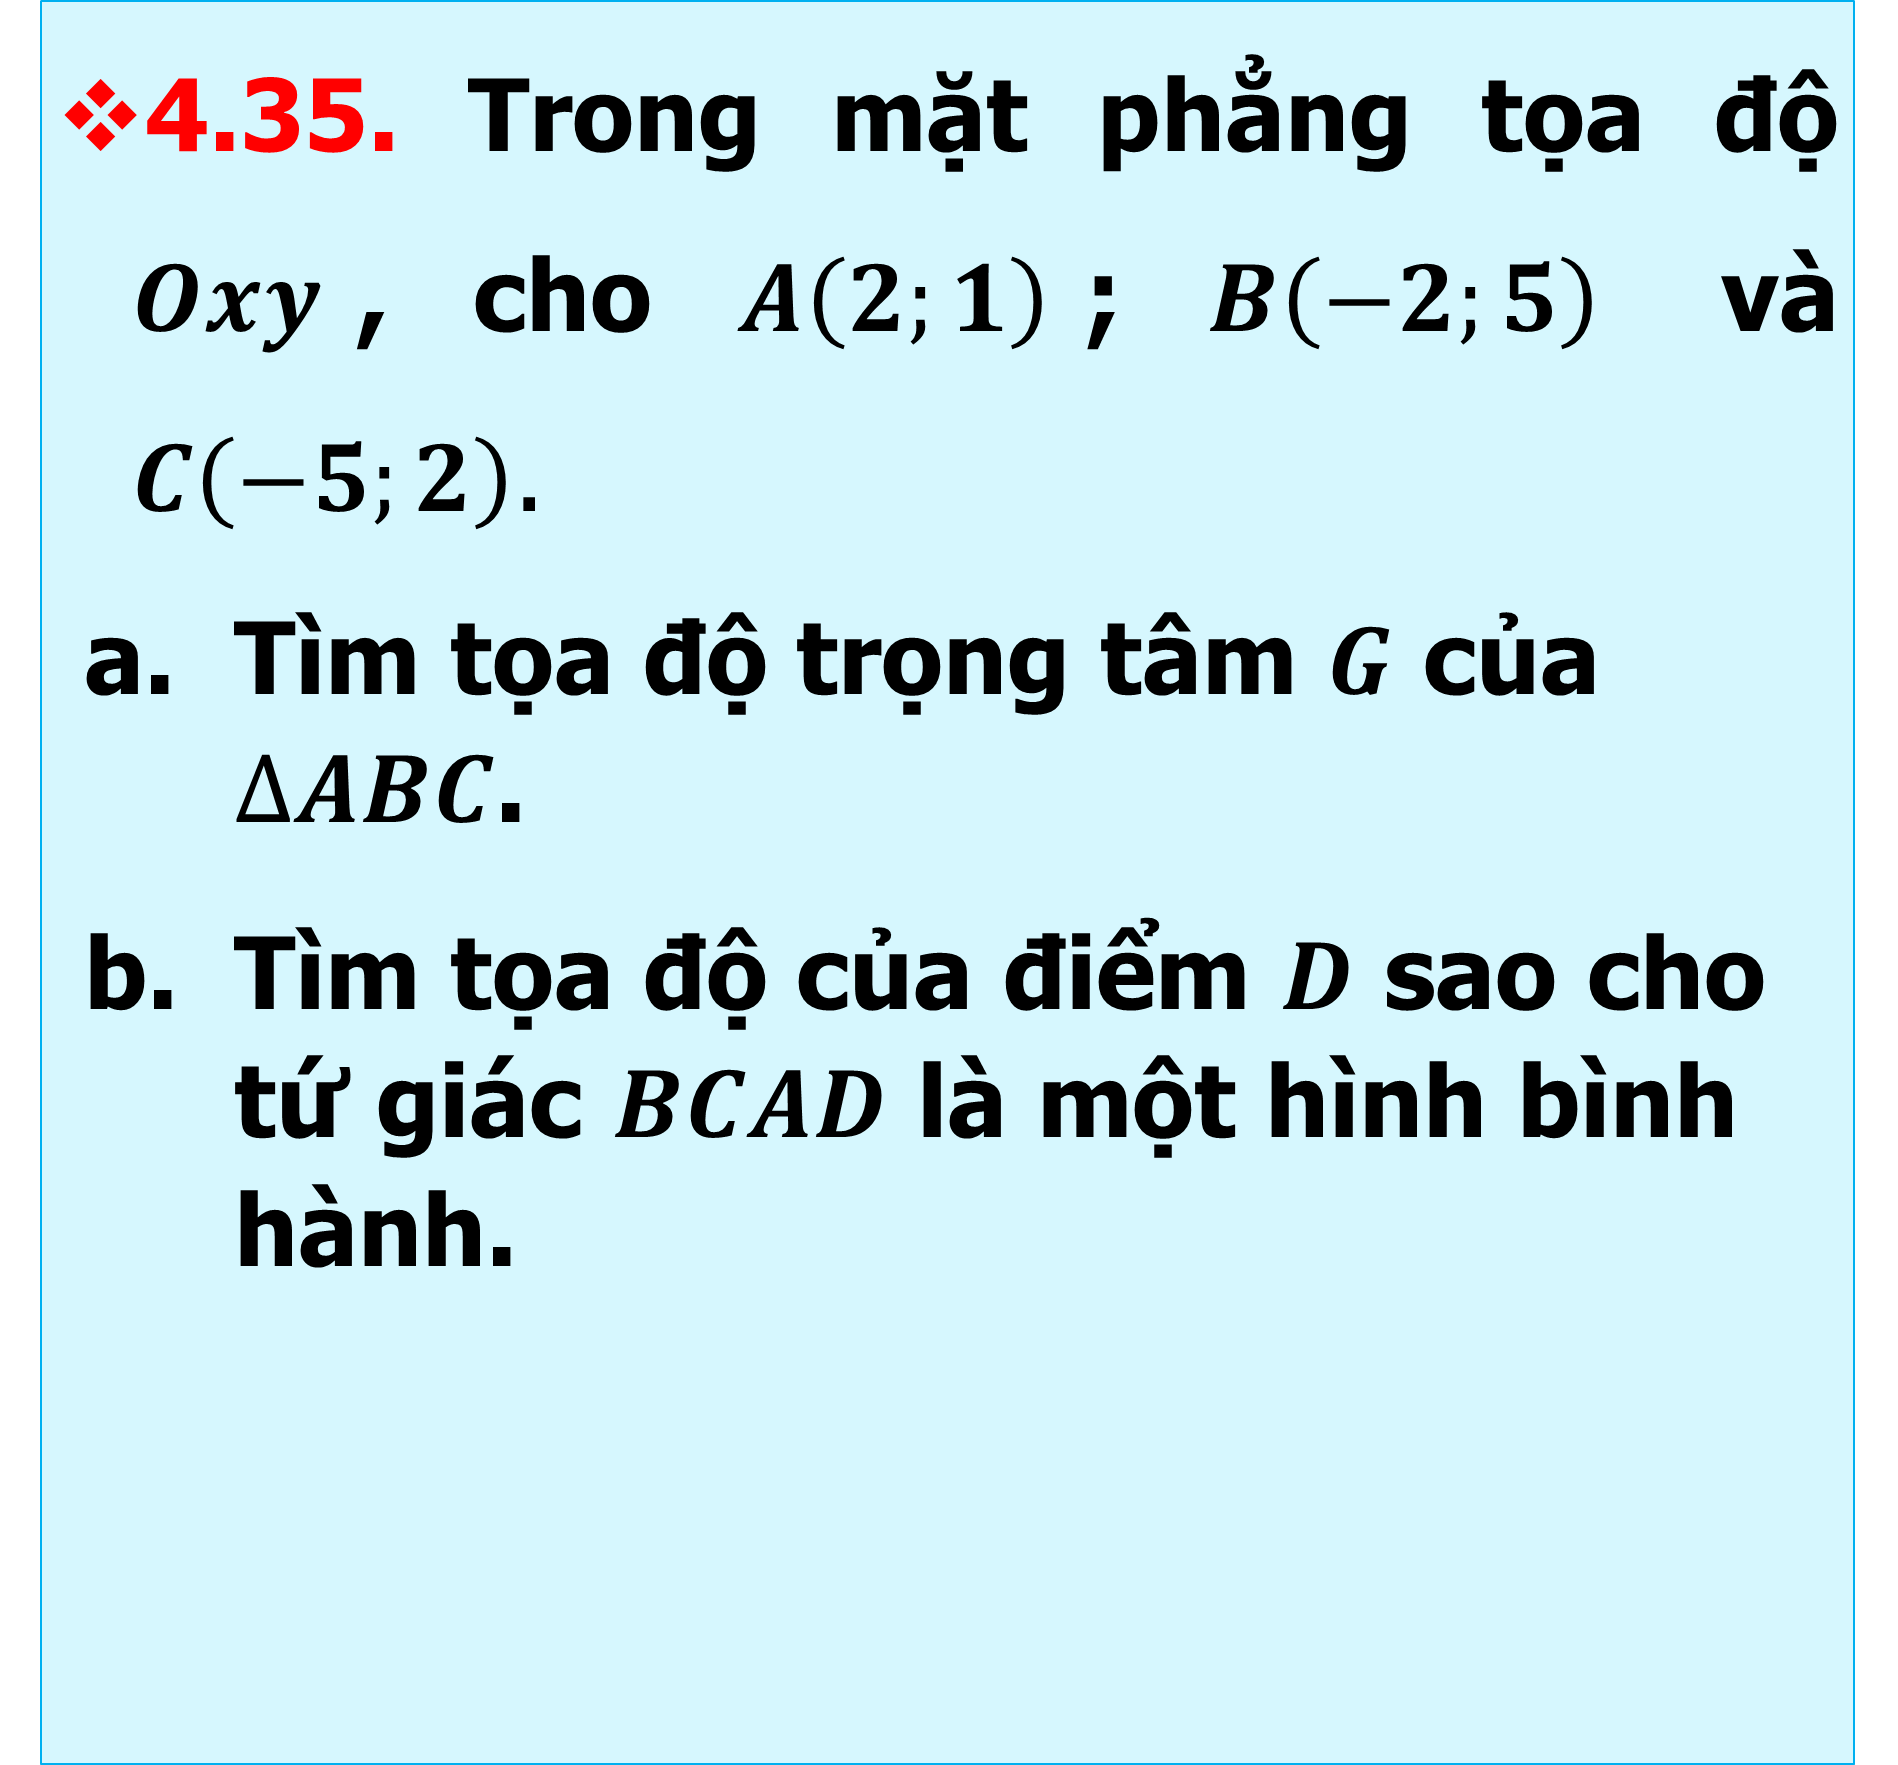 ❖4.35. Trong mặt phẳng tọa độ
Oxy , cho A(2; 1) ; B(−2; 5) và
C(−5; 2).
a. Tìm tọa độ trọng tâm G của
ΔABC.
b. Tìm tọa độ của điểm D sao cho
tứ giác BCAD là một hình bình
hành.